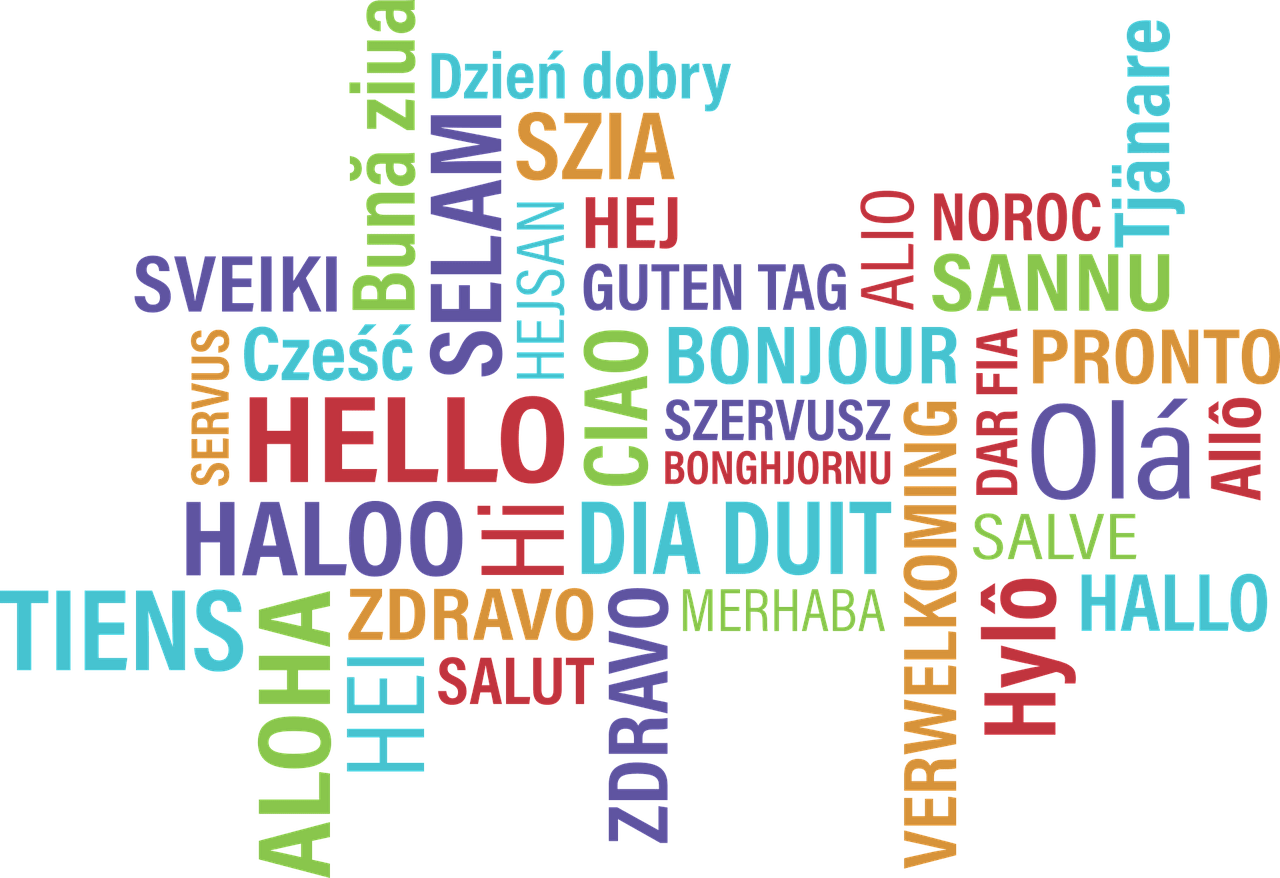 Bună ziua
Dzień dobry
Tjänare
SELAM
SZIA
HEJSAN
HEJ
ALIO
NOROC
SVEIKI
GUTEN TAG
SANNU
SERVUS
Cześć
CIAO
BONJOUR
DAR FIA
PRONTO
HELLO
SZERVUSZ
VERWELKOMING
Olá
Allô
BONGHJORNU
HALOO
Hi
DIA DUIT
SALVE
TIENS
ALOHA
ZDRAVO
ZDRAVO
MERHABA
Hylô
HALLO
HEI
SALUT